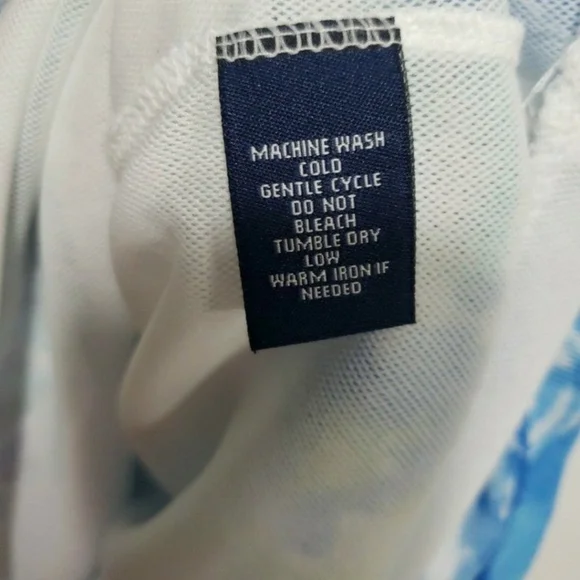 MACHINE WASH
COLD
GENTLE CYCLE
DO NOT
BLEACH
TUMBLE DRY
LOW
WARM IRON IF
NEEDED